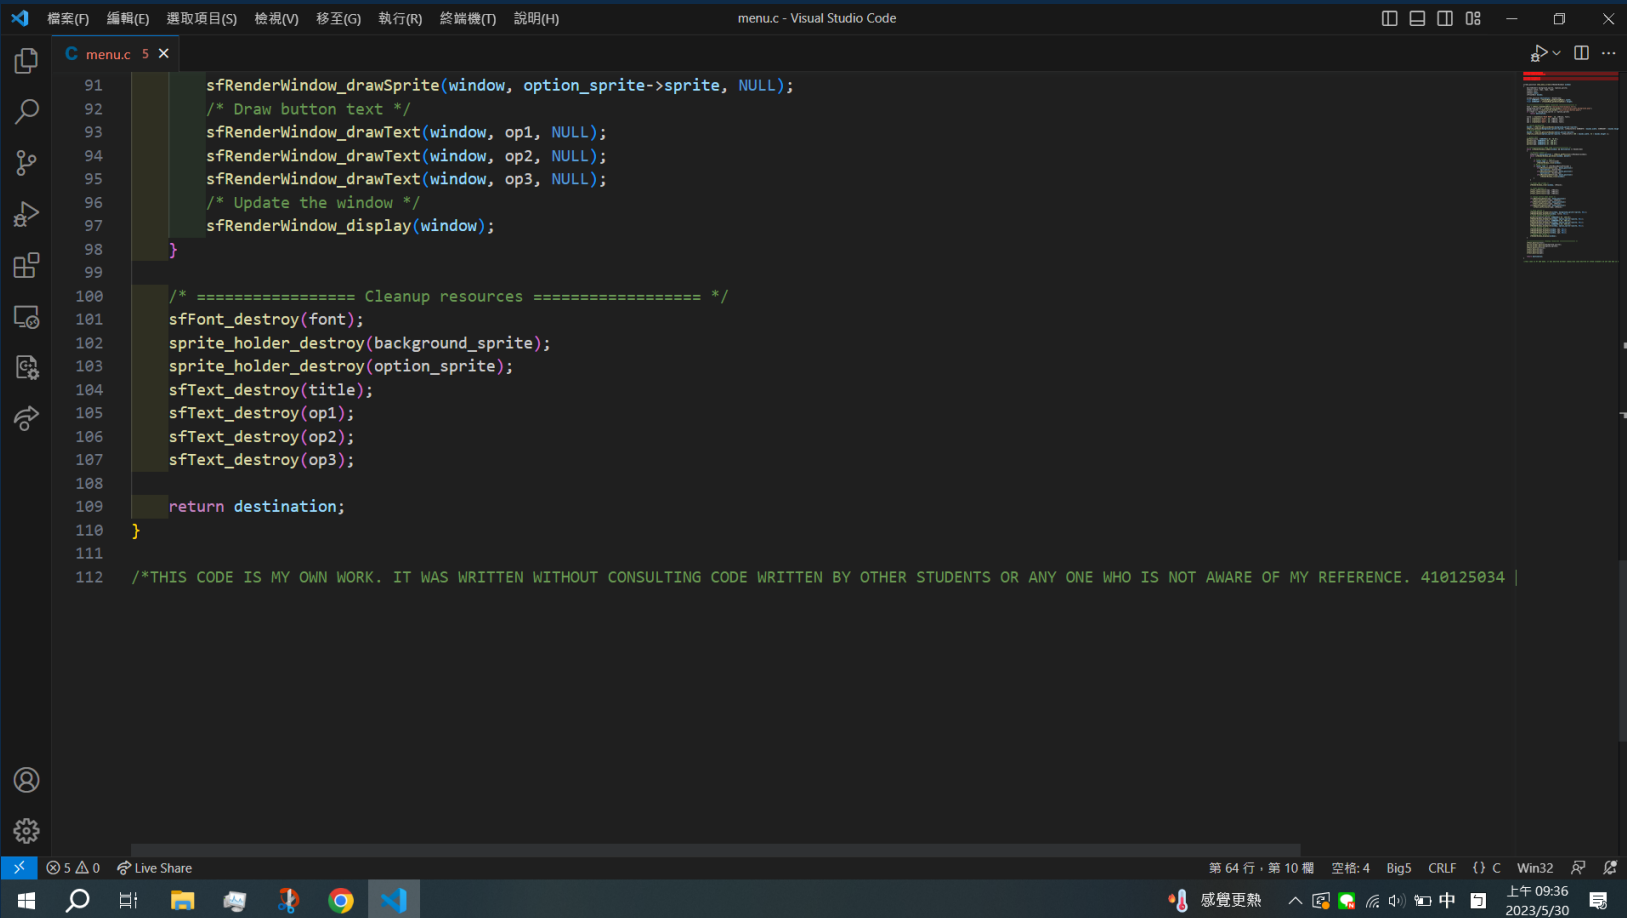 檔案(F) 編輯(E) 選取項目(S) 檢視(V) 移至(G) 執行(R) 終端機(T) 說明(H) menu.c - Visual Studio Code
C menu.c 5
91 sfRenderWindow_drawSprite(window, option_sprite->sprite, NULL);
92 /* Draw button text */
93 sfRenderWindow_drawText(window, op1, NULL);
94 sfRenderWindow_drawText(window, op2, NULL);
95 sfRenderWindow_drawText(window, op3, NULL);
96 /* Update the window */
97 sfRenderWindow_display(window);
98 }
99
100 /* ================= Cleanup resources ================== */
101 sfFont_destroy(font);
102 sprite_holder_destroy(background_sprite);
103 sprite_holder_destroy(option_sprite);
104 sfText_destroy(title);
105 sfText_destroy(op1);
106 sfText_destroy(op2);
107 sfText_destroy(op3);
108
109 return destination;
110 }
111
112 /*THIS CODE IS MY OWN WORK. IT WAS WRITTEN WITHOUT CONSULTING CODE WRITTEN BY OTHER STUDENTS OR ANY ONE WHO IS NOT AWARE OF MY REFERENCE. 410125034 |
5 0 Live Share 第 64 行，第 10 欄 空格: 4 Big5 CRLF {} C Win32
感覺更熱 中 上午 09:36
2023/5/30